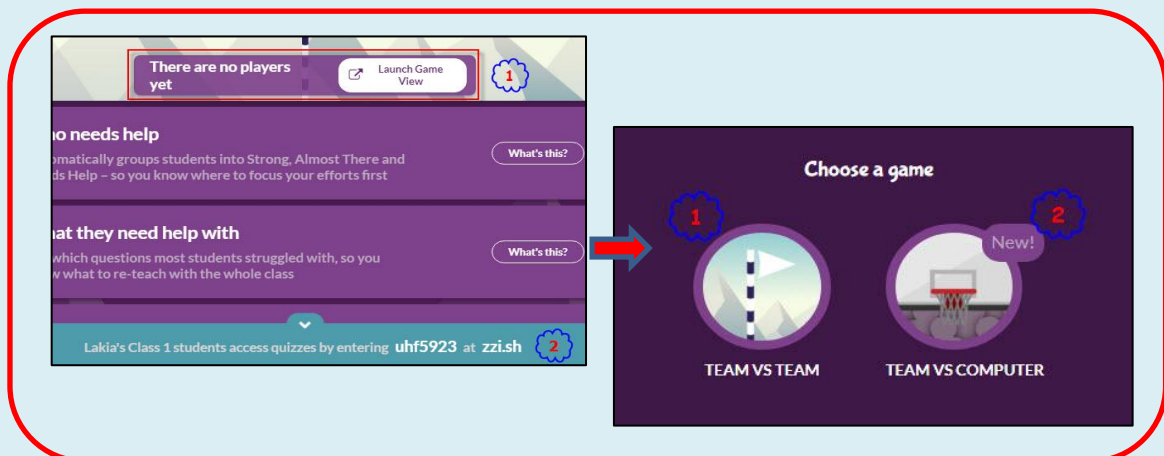 There are no players
yet
Launch Game
View
1
o needs help
omatically groups students into Strong, Almost There and
ds Help – so you know where to focus your efforts first
What's this?
at they need help with
which questions most students struggled with, so you
w what to re-teach with the whole class
What's this?
Lakia's Class 1 students access quizzes by entering uhf5923 at zzi.sh
2
Choose a game
1
2
New!
TEAM VS TEAM
TEAM VS COMPUTER